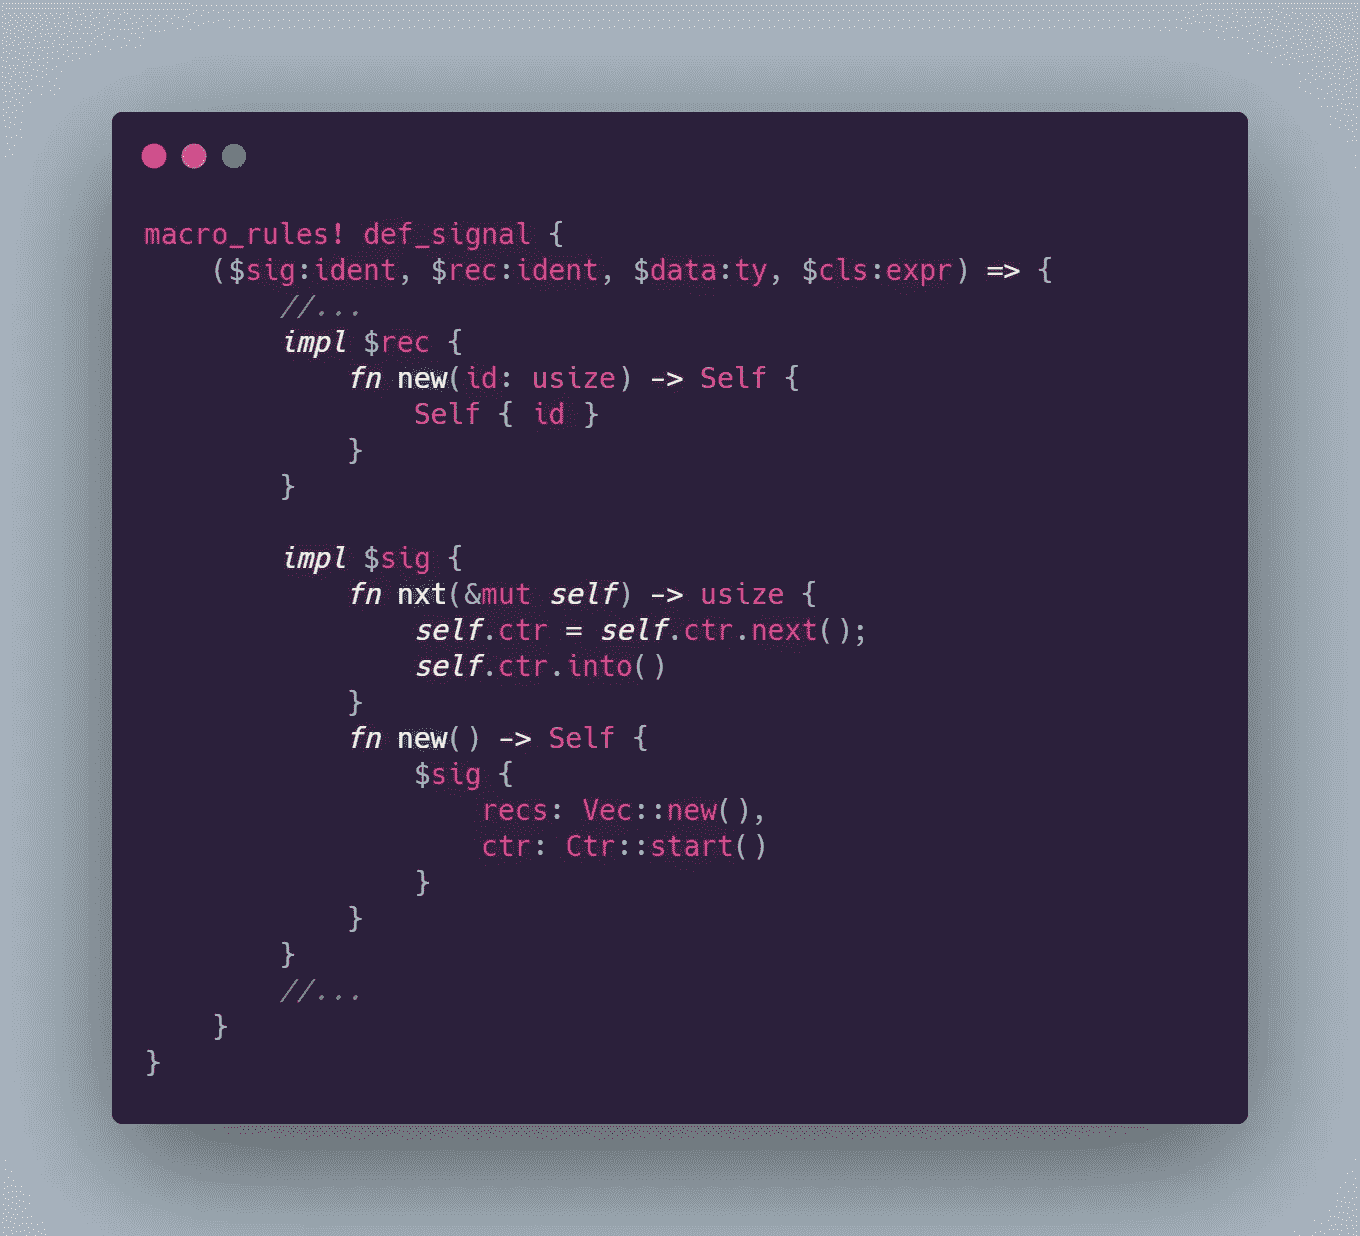 macro_rules! def_signal {
    ($sig:ident, $rec:ident, $data:ty, $cls:expr) => {
        //...
        impl $rec {
            fn new(id: usize) -> Self {
                Self { id }
            }
        }

        impl $sig {
            fn nxt(&mut self) -> usize {
                self.ctr = self.ctr.next();
                self.ctr.into()
            }
            fn new() -> Self {
                $sig {
                    recs: Vec::new(),
                    ctr: Ctr::start()
                }
            }
        }
        //...
    }
}